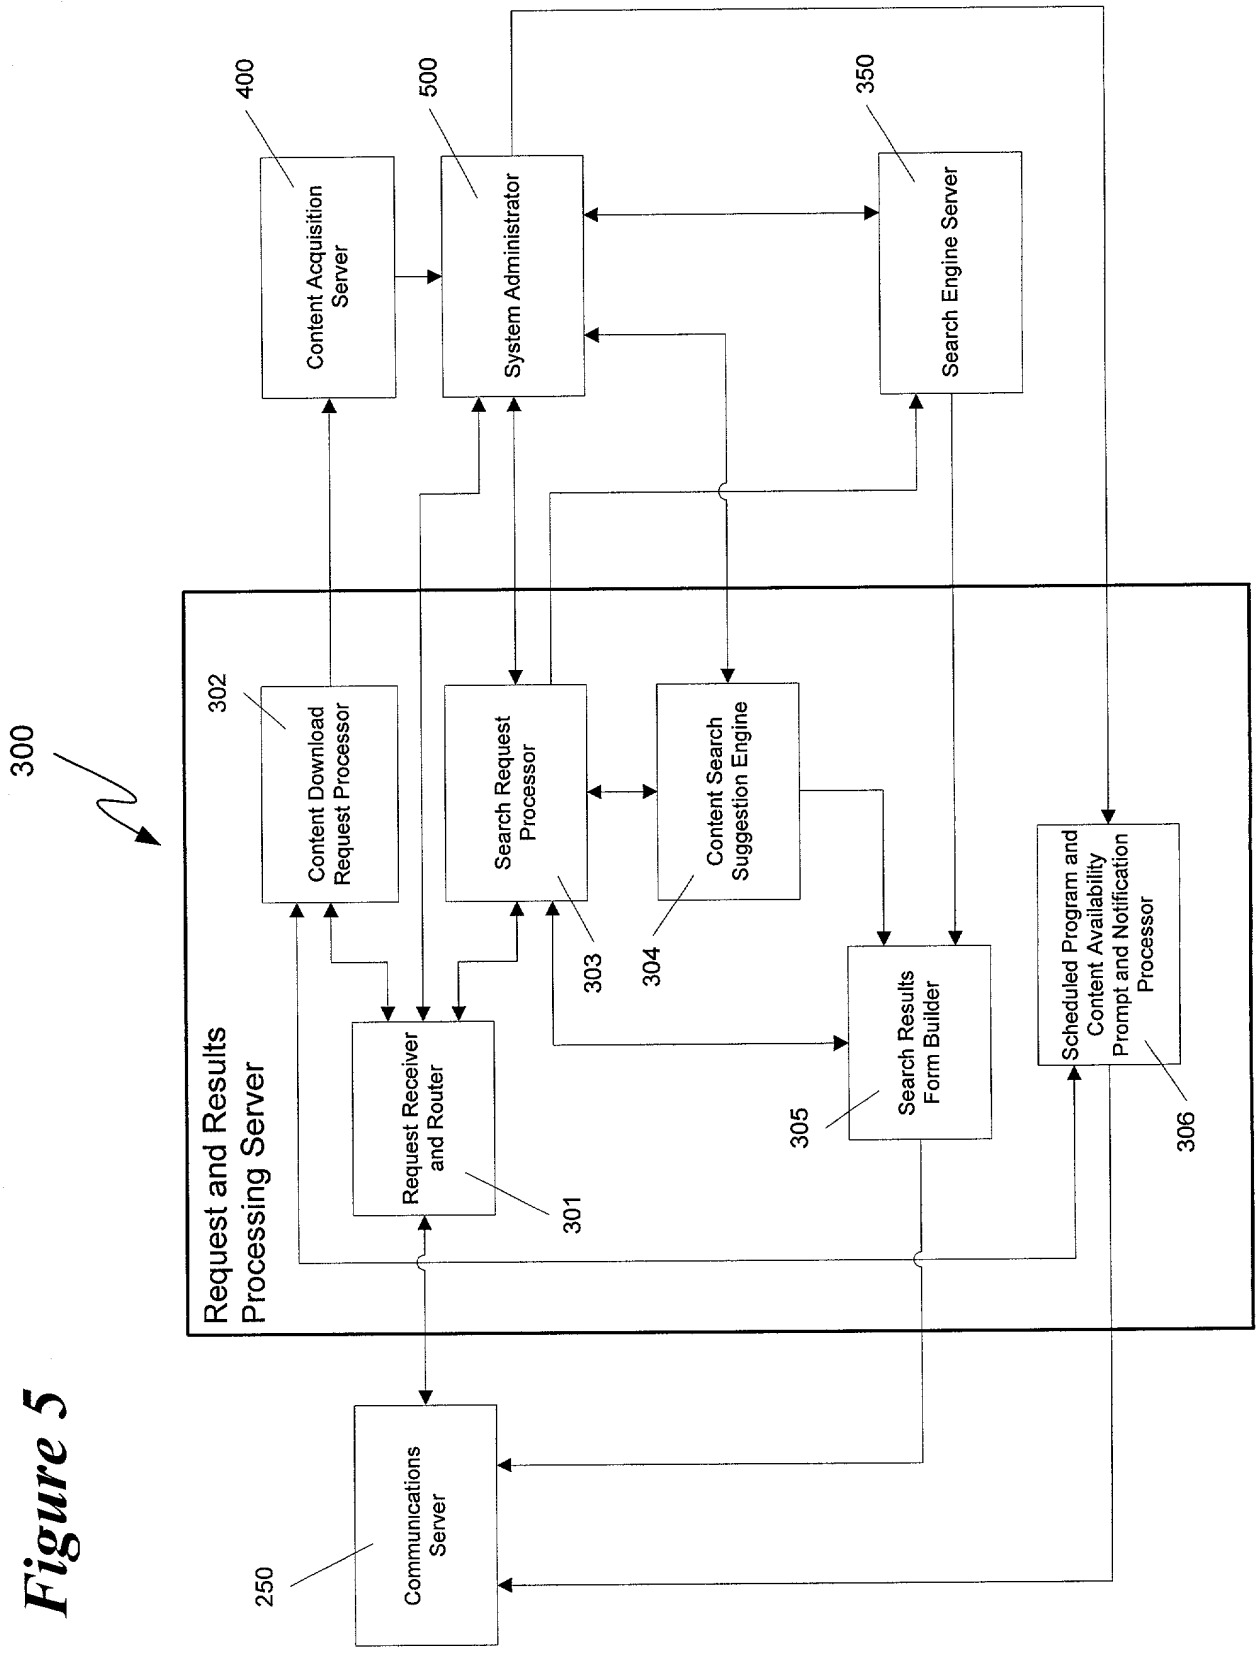 Figure 5
300
Request and Results
Processing Server
250
Communications
Server
301
Request Receiver
and Router
302
Content Download
Request Processor
303
Search Request
Processor
304
Content Search
Suggestion Engine
305
Search Results
Form Builder
306
Scheduled Program and
Content Availability
Prompt and Notification
Processor
400
Content Acquisition
Server
500
System Administrator
350
Search Engine Server